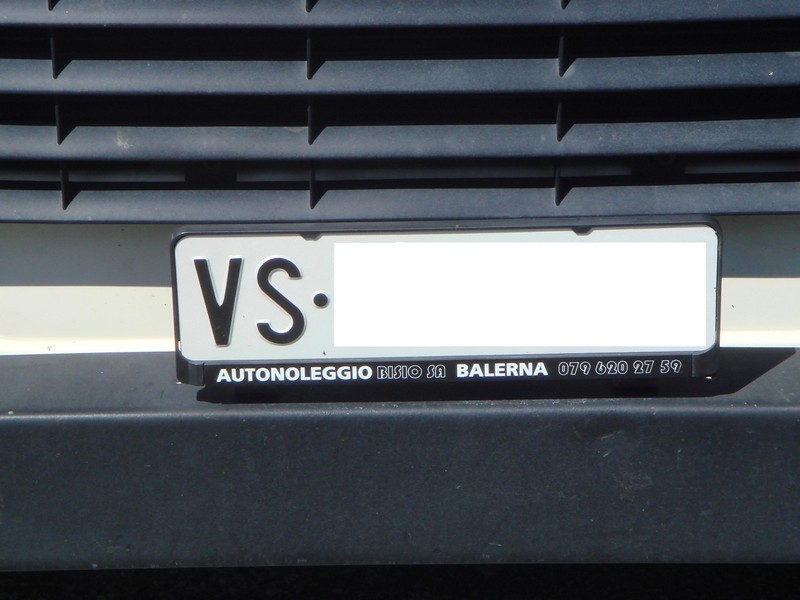 VS·
AUTONOLEGGIO BISIO SA BALERNA 079 620 27 59